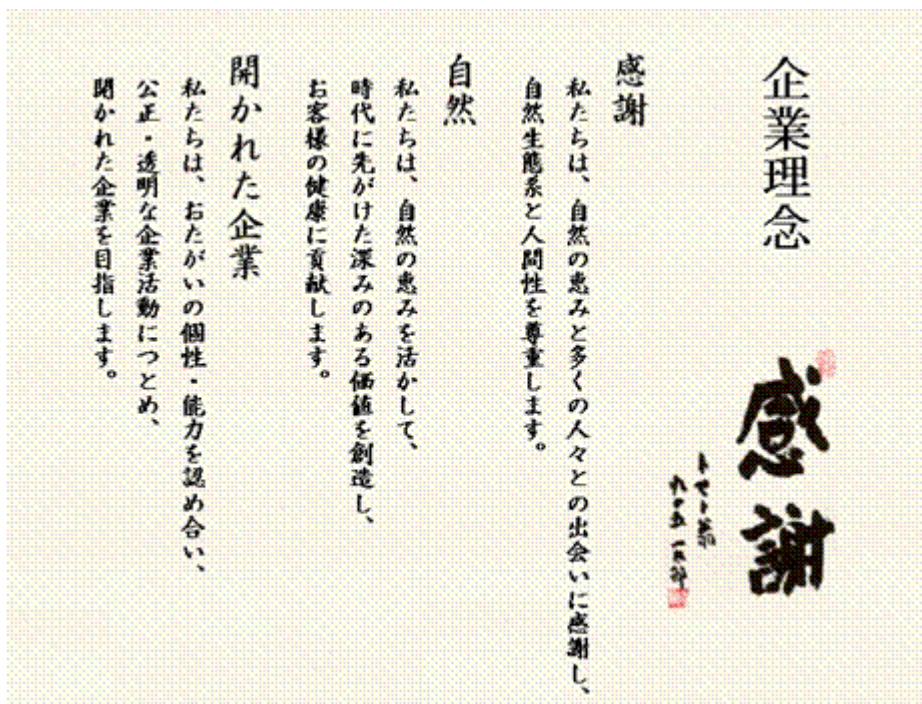 企業理念
感謝
感謝
私たちは、自然の恵みと多くの人々との出会いに感謝し、
自然生態系と人間性を尊重します。
自然
私たちは、自然の恵みを活かして、
時代に先がけた深みのある価値を創造し、
お客様の健康に貢献します。
開かれた企業
私たちは、おたがいの個性・能力を認め合い、
公正・透明な企業活動につとめ、
開かれた企業を目指します。